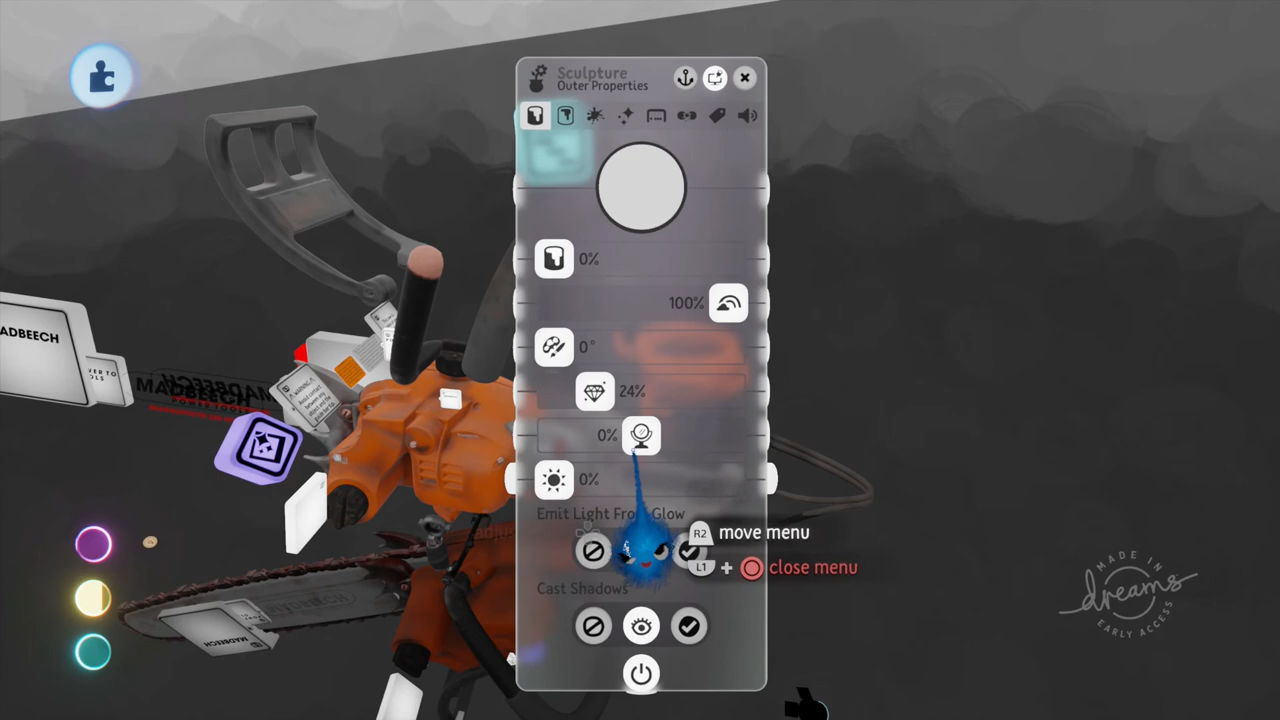 Sculpture
Outer Properties
0%
100%
0°
24%
0%
0%
Emit Light From Glow
R2 move menu
L1 + close menu
Cast Shadows
ADBEECH
MADBEECH
WARNING
MADBEECH
MADE IN
dreams
EARLY ACCESS